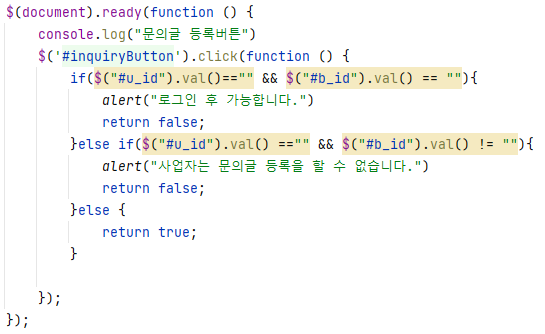 $(document).ready(function () {
    console.log("문의글 등록버튼")
    $('#inquiryButton').click(function () {
        if($("#u_id").val()=="" && $("#b_id").val() == ""){
            alert("로그인 후 가능합니다.")
            return false;
        }else if($("#u_id").val() =="" && $("#b_id").val() != ""){
            alert("사업자는 문의글 등록을 할 수 없습니다.")
            return false;
        }else {
            return true;
        }
    });
});